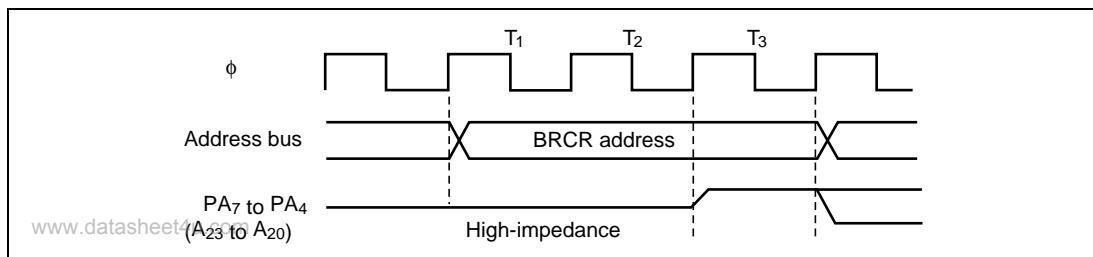 T1 T2 T3
ϕ
Address bus BRCR address
PA7 to PA4
www.datasheet4u.com
(A23 to A20) High-impedance